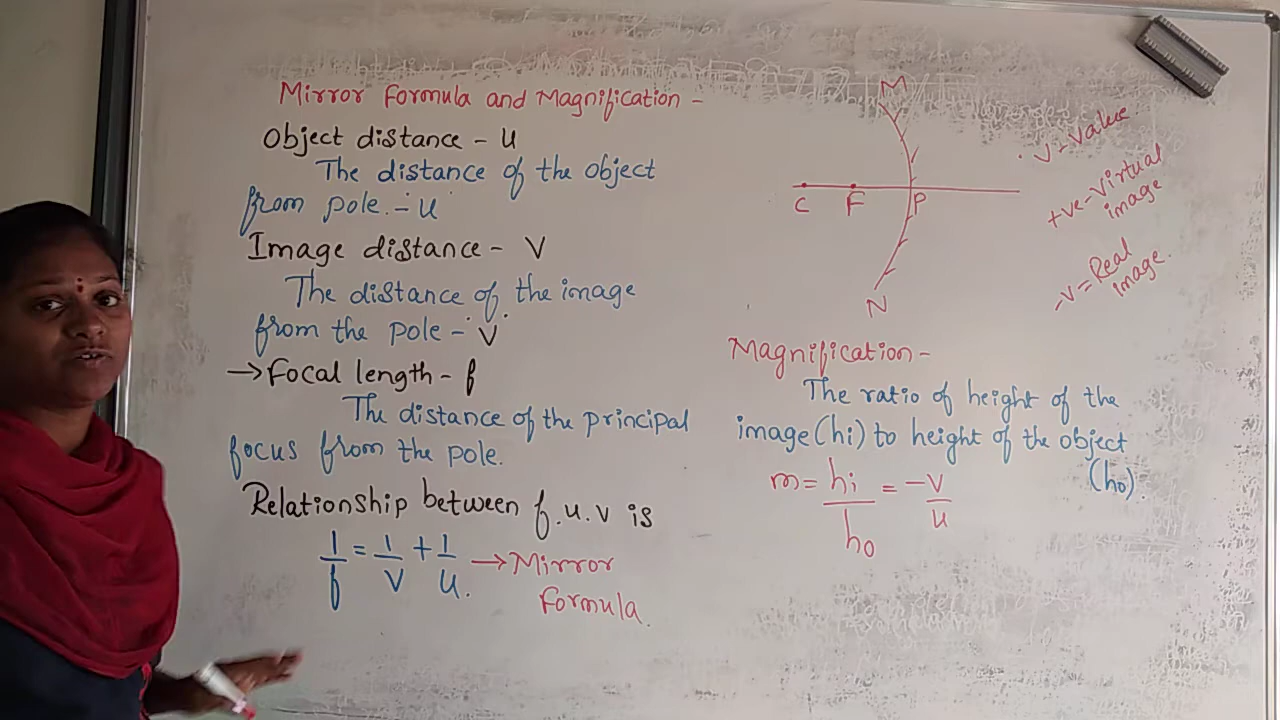 Mirror formula and Magnification -
Object distance - u
The distance of the object
from pole. - u
Image distance - v
The distance of the image
from the pole - 'v'
→ Focal length - f
The distance of the principal
focus from the pole.
Relationship between f.u.v is
1/f = 1/v + 1/u. → Mirror
formula.
M
C F P
N
. v - value.
+ve - virtual
image
-v = Real
image.
Magnification -
The ratio of height of the
image (hi) to height of the object
(ho).
m = hi/ho = -v/u